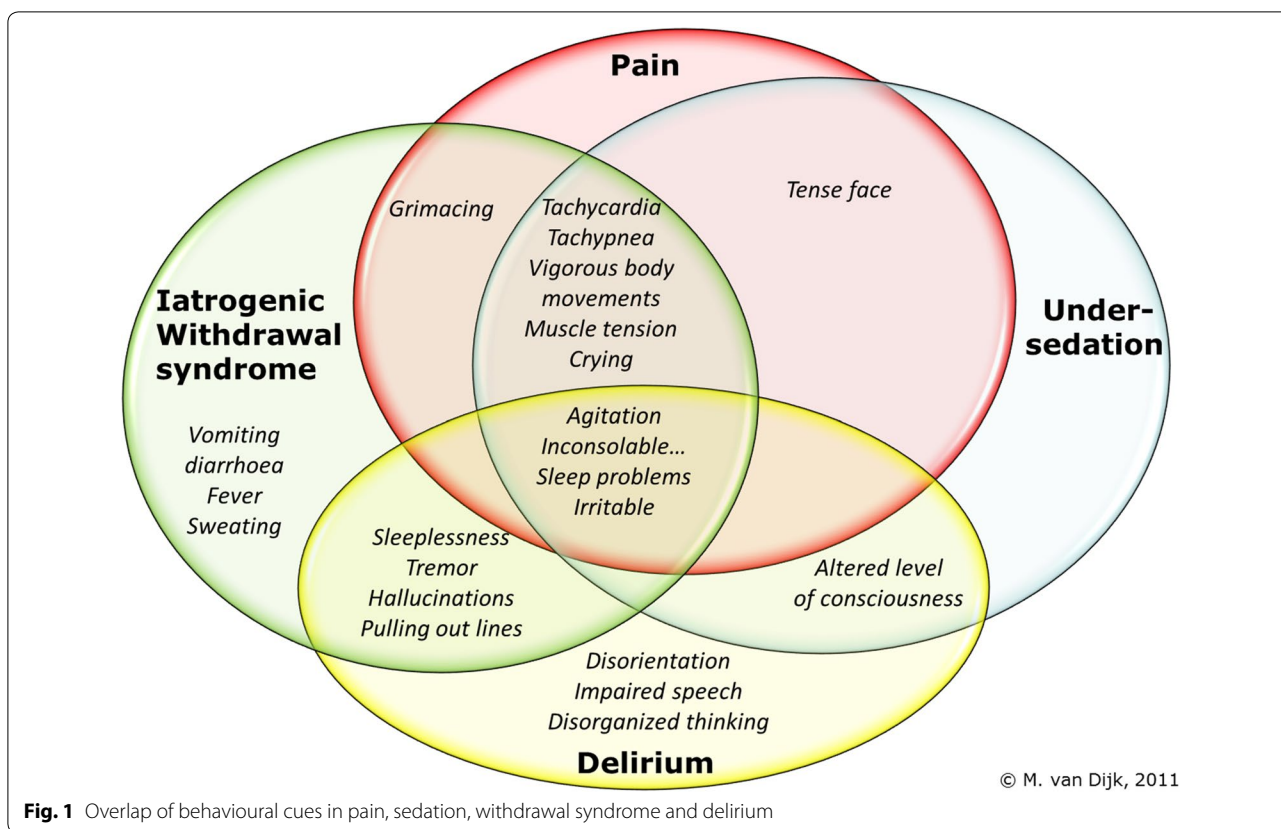 Pain
Tense face
Grimacing
Tachycardia
Tachypnea
Vigorous body
movements
Muscle tension
Crying
Iatrogenic
Withdrawal
syndrome
Under-
sedation
Vomiting
diarrhoea
Fever
Sweating
Agitation
Inconsolable...
Sleep problems
Irritable
Sleeplessness
Tremor
Hallucinations
Pulling out lines
Altered level
of consciousness
Disorientation
Impaired speech
Disorganized thinking
Delirium
© M. van Dijk, 2011
Fig. 1 Overlap of behavioural cues in pain, sedation, withdrawal syndrome and delirium